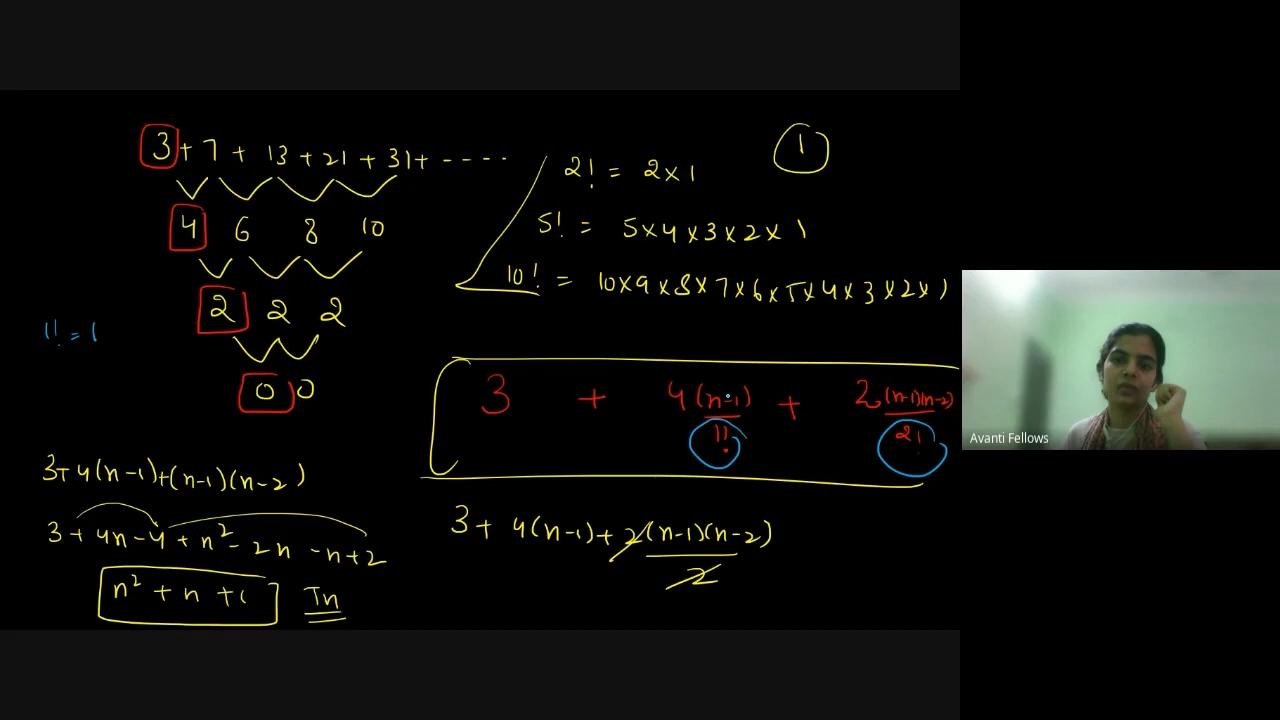 3 + 7 + 13 + 21 + 31 + ----
4 6 8 10
2 2 2
0 0
1! = 1
2! = 2 x 1
5! = 5 x 4 x 3 x 2 x 1
10! = 10 x 9 x 8 x 7 x 6 x 5 x 4 x 3 x 2 x 1
1
3 + 4 (n-1)/1! + 2 (n-1)(n-2)/2!
3 + 4(n-1) + 2(n-1)(n-2)/2
3 + 4(n-1) + (n-1)(n-2)
3 + 4n - 4 + n² - 2n - n + 2
n² + n + 1 Tn
Avanti Fellows